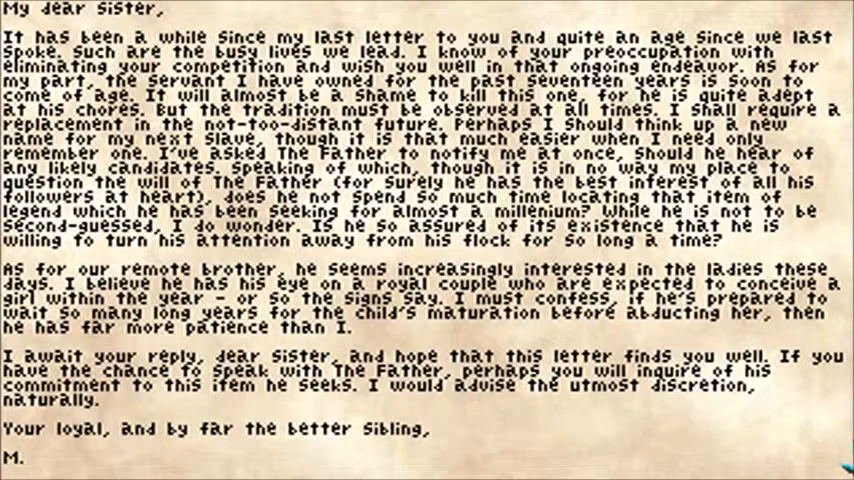 My dear Sister,
It has been a while since my last letter to you and quite an age since we last
spoke. Such are the busy lives we lead. I know of your preoccupation with
eliminating your competition and wish you well in that ongoing endeavor. As for
my part, the servant I have owned for the past seventeen years is soon to
come of age. It will almost be a shame to kill this one, for he is quite adept
at his chores. But the tradition must be observed at all times. I shall require a
replacement in the not-too-distant future. Perhaps I should think up a new
name for my next slave, though it is that much easier when I need only
remember one. I've asked The Father to notify me at once, should he hear of
any likely candidates. Speaking of which, though it is in no way my place to
question the will of The Father (for surely he has the best interest of all his
followers at heart), does he not spend so much time locating that item of
legend which he has been seeking for almost a millenium? While he is not to be
second-guessed, I do wonder. Is he so assured of its existence that he is
willing to turn his attention away from his flock for so long a time?
As for our remote brother, he seems increasingly interested in the ladies these
days. I believe he has his eye on a royal couple who are expected to conceive a
girl within the year - or so the signs say. I must confess, if he's prepared to
wait so many long years for the child's maturation before abducting her, then
he has far more patience than I.
I await your reply, dear Sister, and hope that this letter finds you well. If you
have the chance to speak with The Father, perhaps you will inquire of his
commitment to this item he seeks. I would advise the utmost discretion,
naturally.
Your loyal, and by far the better sibling,
M.